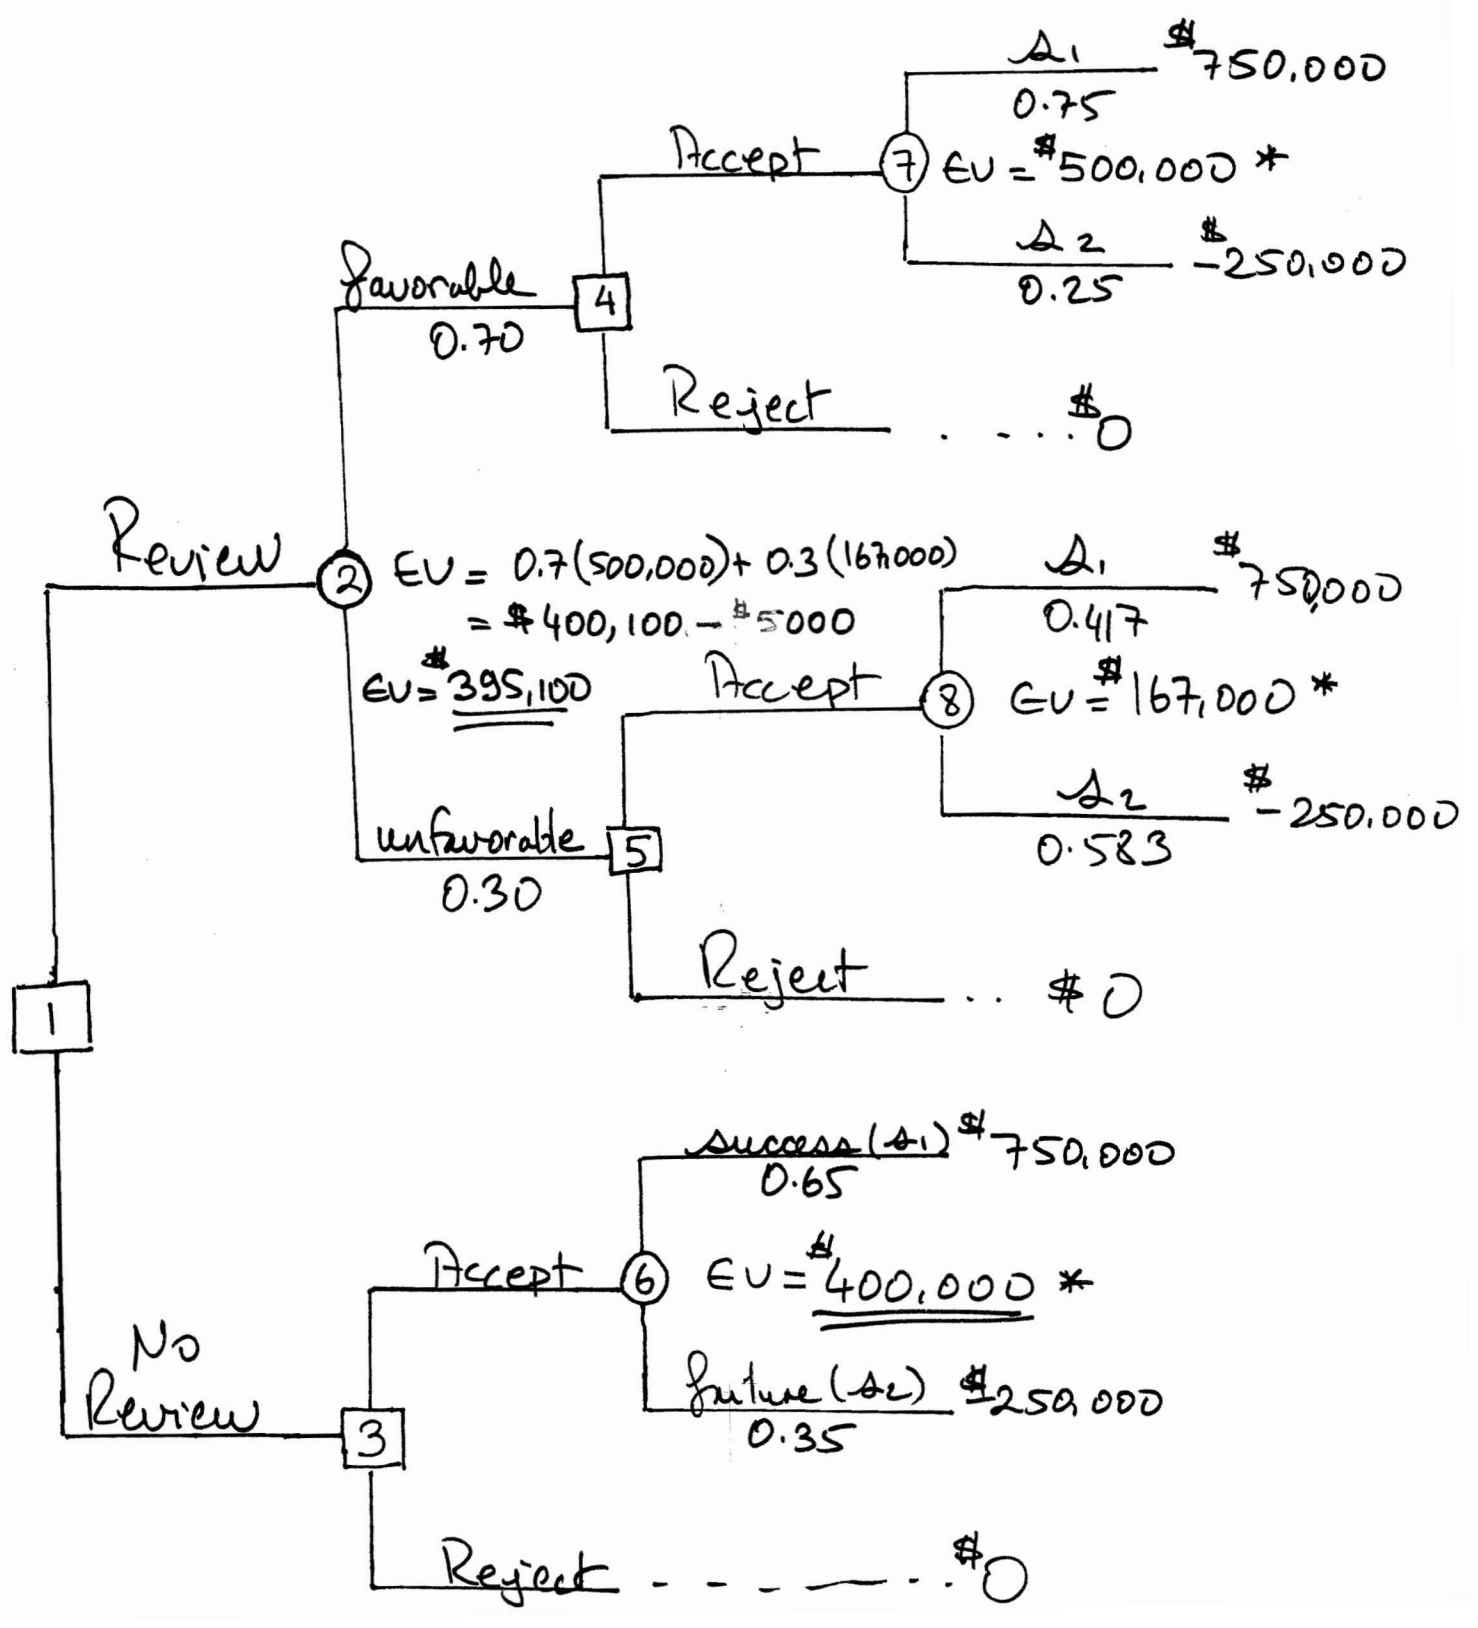 s1 $750,000
0.75
Accept 7 EV = $500,000 *
s2 $-250,000
0.25
favorable 4
0.70
Reject . - ... $0
Review 2 EV = 0.7(500,000) + 0.3(167,000)
= $400,100 - $5000
EV = $395,100
s1 $750,000
0.417
Accept 8 EV = $167,000 *
s2 $-250,000
0.583
unfavorable 5
0.30
Reject .. $0
1
success (s1) $750,000
0.65
Accept 6 EV = $400,000 *
failure (s2) $-250,000
0.35
No
Review 3
Reject - - - — - .. $0